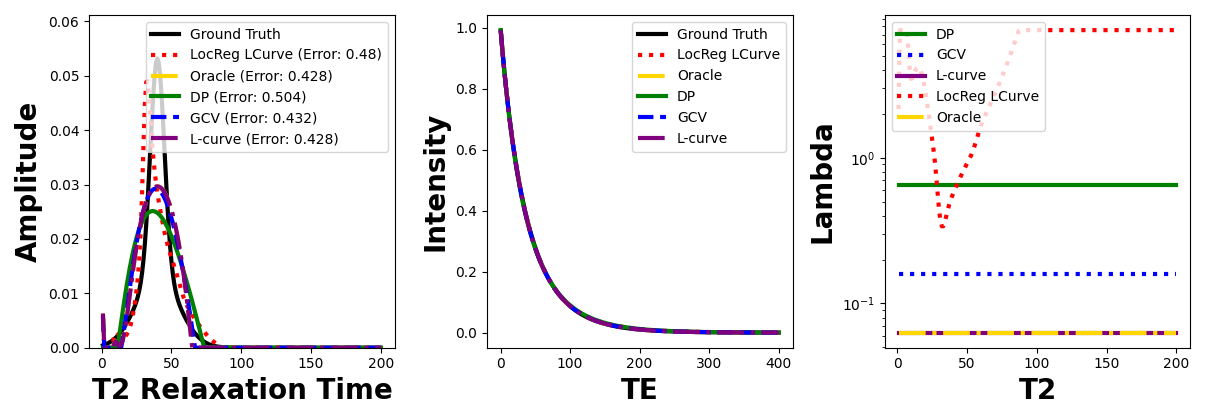 0.06
0.05
0.04
0.03
0.02
0.01
0.00
Amplitude
Ground Truth
LocReg LCurve (Error: 0.48)
Oracle (Error: 0.428)
DP (Error: 0.504)
GCV (Error: 0.432)
L-curve (Error: 0.428)
0 50 100 150 200
T2 Relaxation Time
1.0
0.8
0.6
0.4
0.2
0.0
Intensity
Ground Truth
LocReg LCurve
Oracle
DP
GCV
L-curve
0 100 200 300 400
TE
10⁰
10⁻¹
Lambda
DP
GCV
L-curve
LocReg LCurve
Oracle
0 50 100 150 200
T2